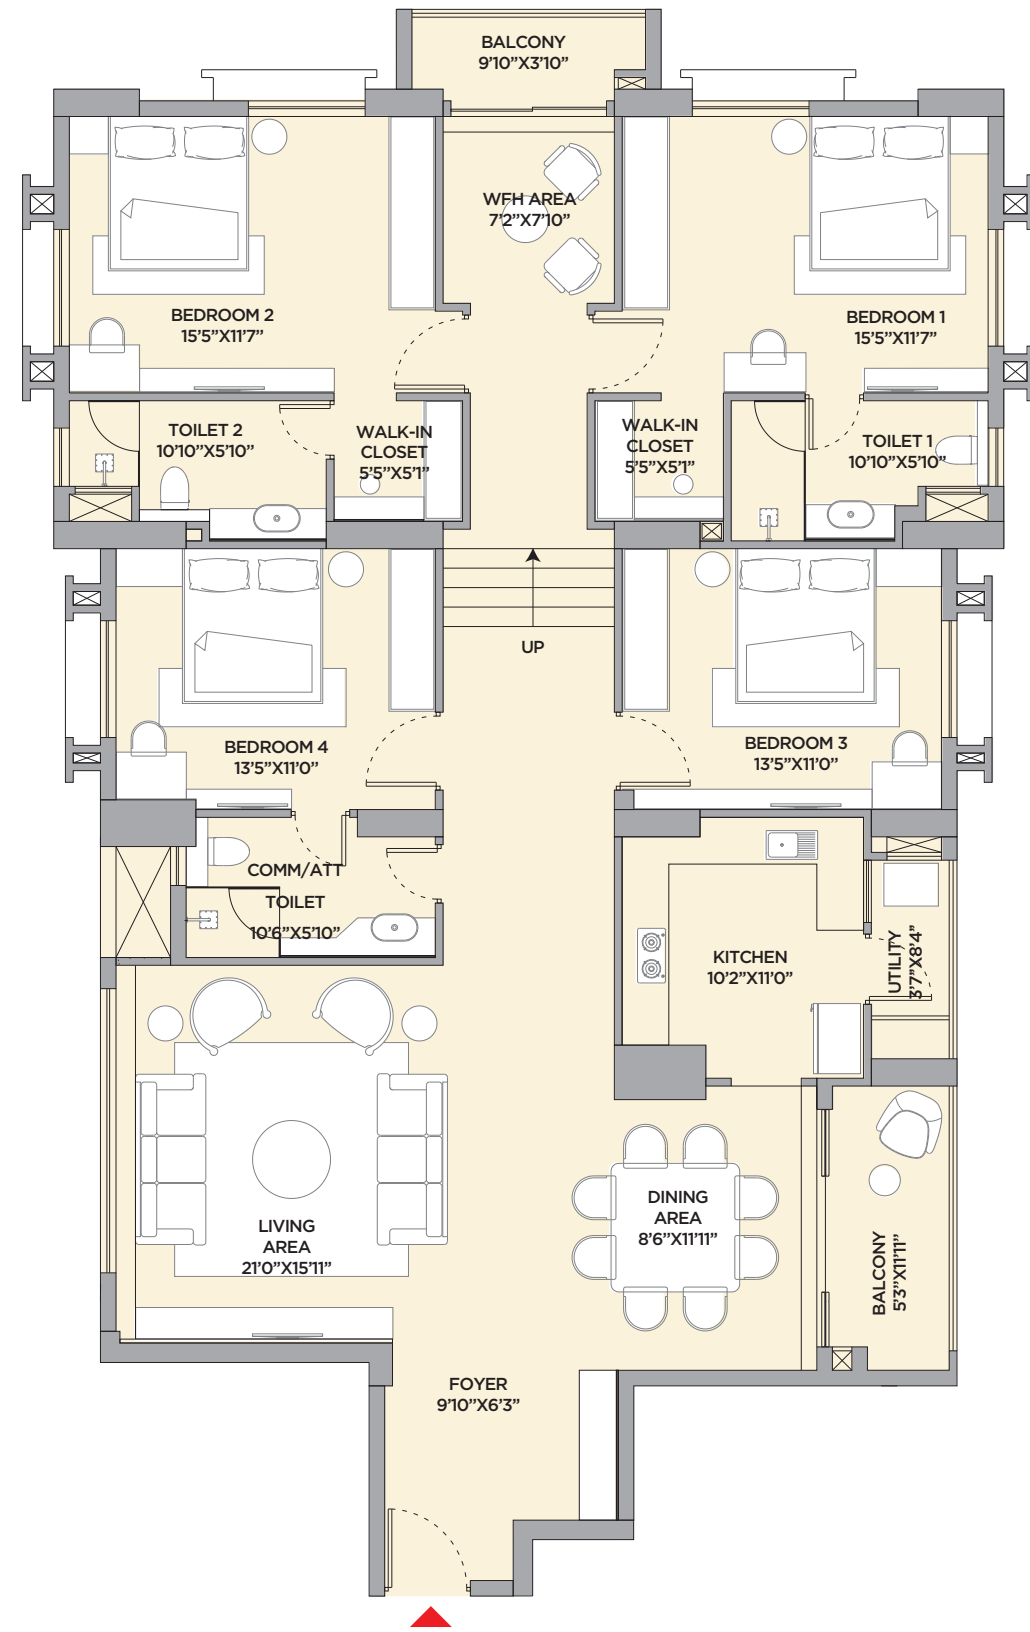 BALCONY
9'10"X3'10"
WFH AREA
7'2"X7'10"
BEDROOM 2
15'5"X11'7"
BEDROOM 1
15'5"X11'7"
TOILET 2
10'10"X5'10"
WALK-IN
CLOSET
5'5"X5'1"
WALK-IN
CLOSET
5'5"X5'1"
TOILET 1
10'10"X5'10"
UP
BEDROOM 4
13'5"X11'0"
BEDROOM 3
13'5"X11'0"
COMM/ATT
TOILET
10'6"X5'10"
KITCHEN
10'2"X11'0"
UTILITY
3'7"X8'4"
LIVING
AREA
21'0"X15'11"
DINING
AREA
8'6"X11'11"
BALCONY
5'3"X11'11"
FOYER
9'10"X6'3"